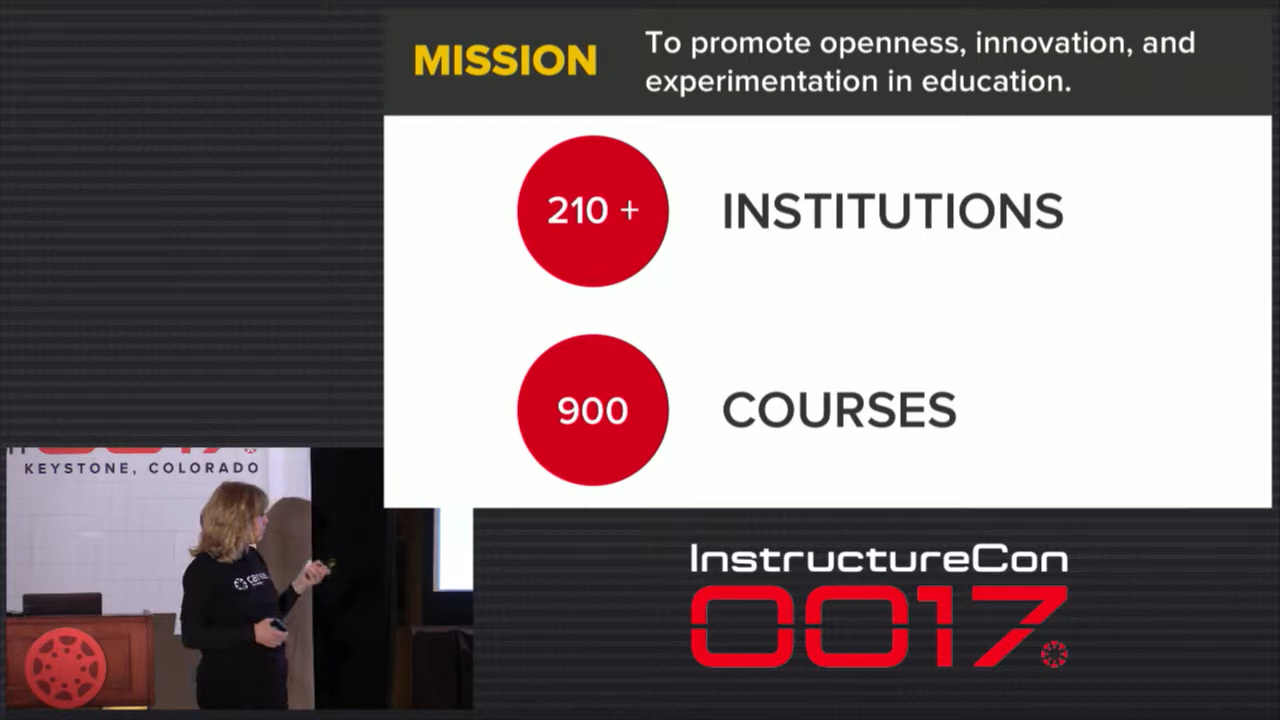 MISSION
To promote openness, innovation, and
experimentation in education.
210 +
INSTITUTIONS
900
COURSES
KEYSTONE, COLORADO
InstructureCon
0017